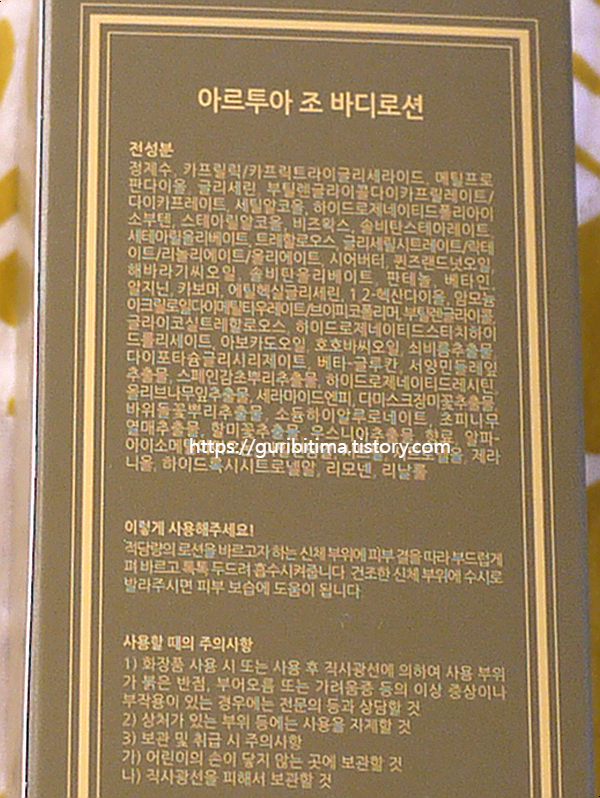 아르투아 조 바디로션
전성분
정제수, 카프릴릭/카프릭트라이글리세라이드, 메틸프로
판다이올, 글리세린, 부틸렌글라이콜다이카프릴레이트/
다이카프레이트, 세틸알코올, 하이드로제네이티드폴리아이
소부텐, 스테아릴알코올, 비즈왁스, 솔비탄스테아레이트,
세테아릴올리베이트, 트레할로오스, 글리세릴시트레이트/락테
이트/리놀리에이트/올리에이트, 시어버터, 퀸즈랜드넛오일,
해바라기씨오일, 솔비탄올리베이트, 판테놀, 베타인,
알지닌, 카보머, 에틸헥실글리세린, 1,2-헥산다이올, 암모늄
아크릴로일다이메틸타우레이트/브이피코폴리머, 부틸렌글라이콜,
글라이코실트레할로오스, 하이드로제네이티드스타치하이
드롤리세이트, 아보카도오일, 호호바씨오일, 쇠비름추출물,
다이포타슘글리시리제이트, 베타-글루칸, 서양민들레잎
추출물, 스페인감초뿌리추출물, 하이드로제네이티드레시틴,
올리브나무잎추출물, 세라마이드엔피, 다마스크장미꽃추출물,
바위돌꽃뿌리추출물, 소듐하이알루로네이트, 초피나무
열매추출물, 할미꽃추출물, 우스니아추출물, 향료, 알파-
아이소메 제라
https://guribitima.tistory.com
니올, 하이드록시시트로넬알, 리모넨, 리날룰
이렇게 사용해주세요!
적당량의 로션을 바르고자 하는 신체 부위에 피부 결을 따라 부드럽게
펴 바르고 톡톡 두드려 흡수시켜줍니다. 건조한 신체 부위에 수시로
발라주시면 피부 보습에 도움이 됩니다.
사용할 때의 주의사항
1) 화장품 사용 시 또는 사용 후 직사광선에 의하여 사용 부위
가 붉은 반점, 부어오름 또는 가려움증 등의 이상 증상이나
부작용이 있는 경우에는 전문의 등과 상담할 것
2) 상처가 있는 부위 등에는 사용을 자제할 것
3) 보관 및 취급 시 주의사항
가) 어린이의 손이 닿지 않는 곳에 보관할 것
나) 직사광선을 피해서 보관할 것